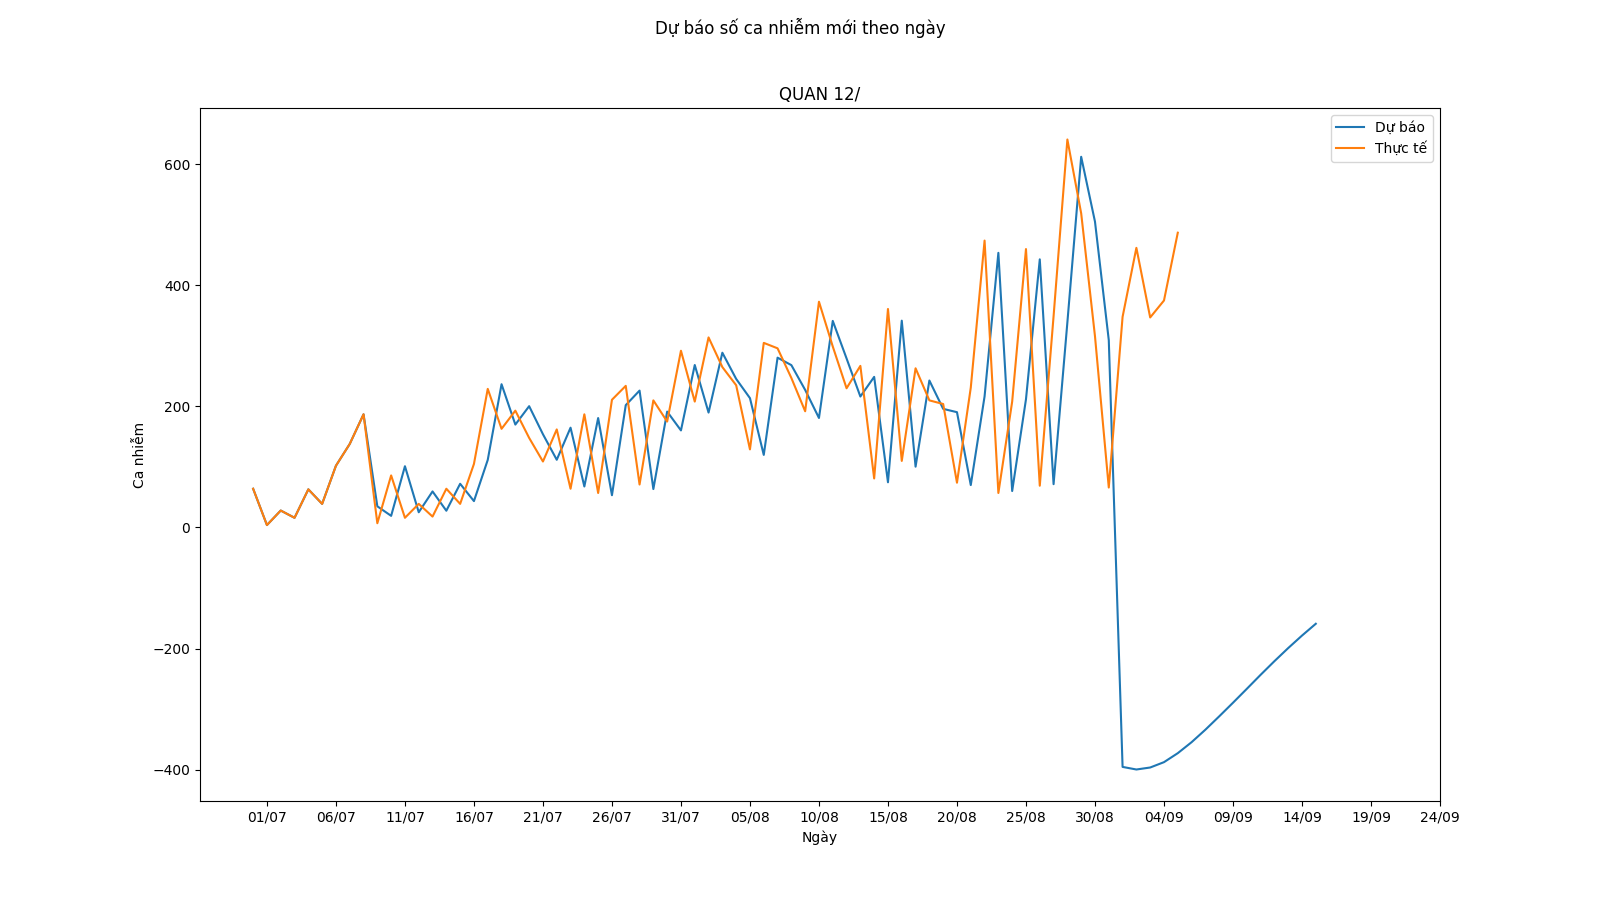 Dự báo số ca nhiễm mới theo ngày
QUAN 12/
Dự báo
Thực tế
Ca nhiễm
600
400
200
0
−200
−400
01/07 06/07 11/07 16/07 21/07 26/07 31/07 05/08 10/08 15/08 20/08 25/08 30/08 04/09 09/09 14/09 19/09 24/09
Ngày